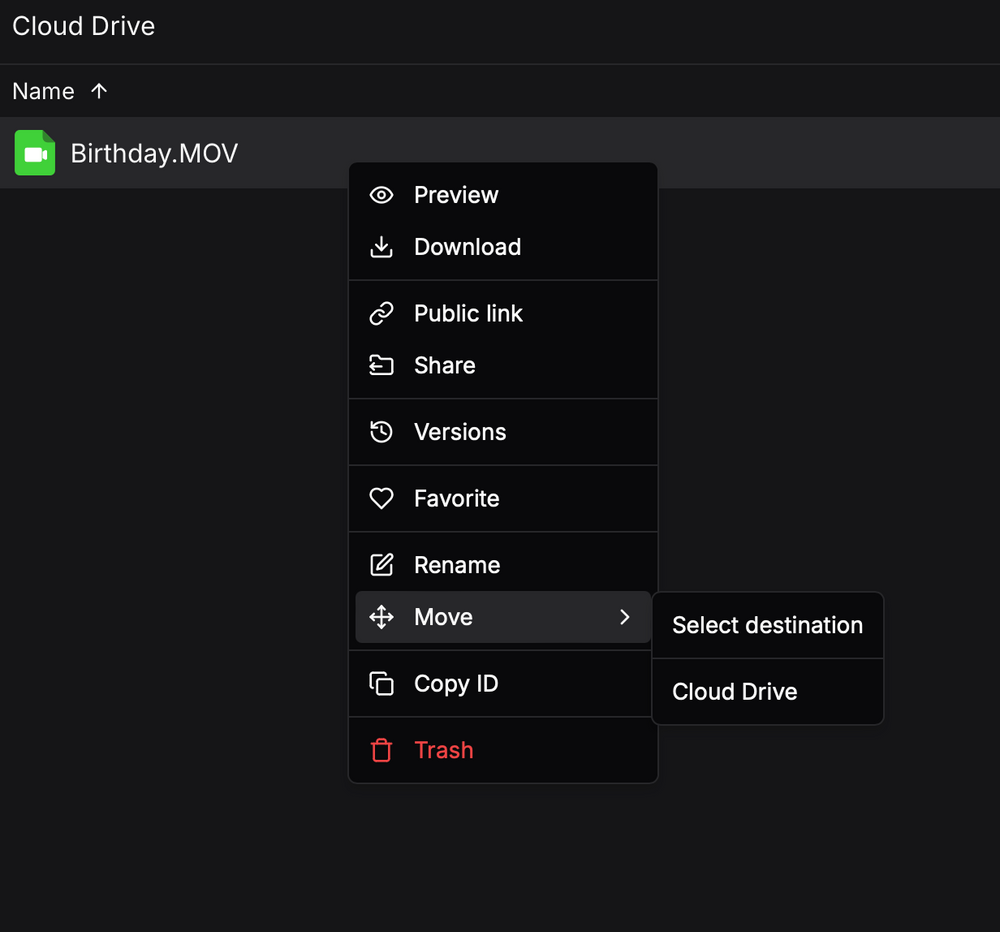 Cloud Drive
Name
Birthday.MOV
Preview
Download
Public link
Share
Versions
Favorite
Rename
Move
Select destination
Cloud Drive
Copy ID
Trash